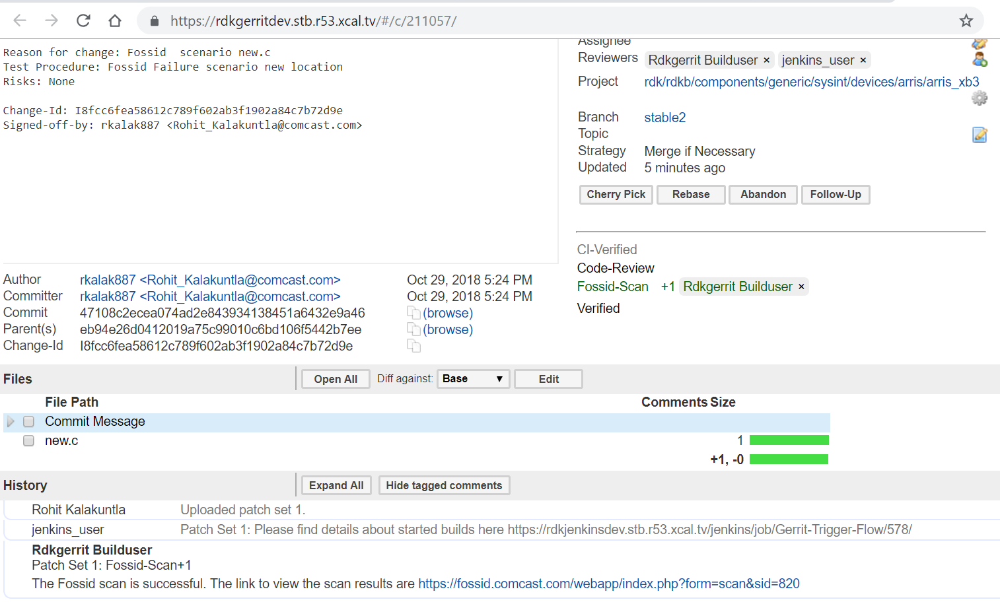 https://rdkgerritdev.stb.r53.xcal.tv/#/c/211057/
Reason for change: Fossid  scenario new.c
Test Procedure: Fossid Failure scenario new location
Risks: None
Change-Id: I8fcc6fea58612c789f602ab3f1902a84c7b72d9e
Signed-off-by: rkalak887 <Rohit_Kalakuntla@comcast.com>
Assignee
Reviewers Rdkgerrit Builduser × jenkins_user ×
Project rdk/rdkb/components/generic/sysint/devices/arris/arris_xb3
Branch stable2
Topic
Strategy Merge if Necessary
Updated 5 minutes ago
Cherry Pick Rebase Abandon Follow-Up
CI-Verified
Code-Review
Fossid-Scan +1 Rdkgerrit Builduser ×
Verified
Author rkalak887 <Rohit_Kalakuntla@comcast.com> Oct 29, 2018 5:24 PM
Committer rkalak887 <Rohit_Kalakuntla@comcast.com> Oct 29, 2018 5:24 PM
Commit 47108c2ecea074ad2e843934138451a6432e9a46 (browse)
Parent(s) eb94e26d0412019a75c99010c6bd106f5442b7ee (browse)
Change-Id I8fcc6fea58612c789f602ab3f1902a84c7b72d9e
Files Open All Diff against: Base ▼ Edit
File Path Comments Size
Commit Message
new.c 1
+1, -0
History Expand All Hide tagged comments
Rohit Kalakuntla Uploaded patch set 1.
jenkins_user Patch Set 1: Please find details about started builds here https://rdkjenkinsdev.stb.r53.xcal.tv/jenkins/job/Gerrit-Trigger-Flow/578/
Rdkgerrit Builduser
Patch Set 1: Fossid-Scan+1
The Fossid scan is successful. The link to view the scan results are https://fossid.comcast.com/webapp/index.php?form=scan&sid=820